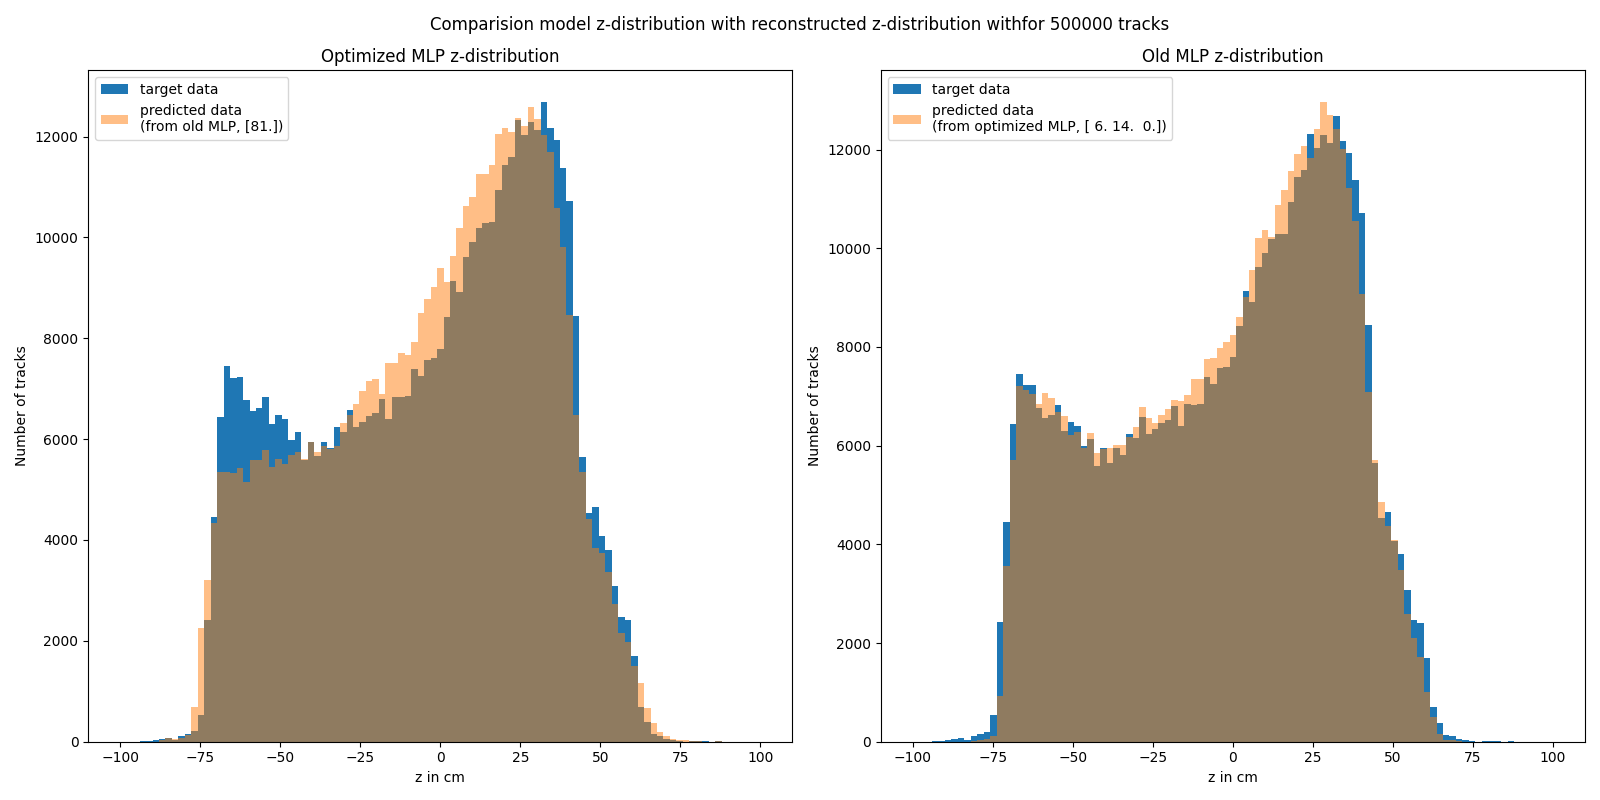 Comparision model z-distribution with reconstructed z-distribution withfor 500000 tracks
Optimized MLP z-distribution
target data
predicted data
(from old MLP, [81.])
12000
10000
8000
6000
4000
2000
0
Number of tracks
−100
−75
−50
−25
0
25
50
75
100
z in cm
Old MLP z-distribution
target data
predicted data
(from optimized MLP, [ 6. 14.  0.])
12000
10000
8000
6000
4000
2000
0
Number of tracks
−100
−75
−50
−25
0
25
50
75
100
z in cm